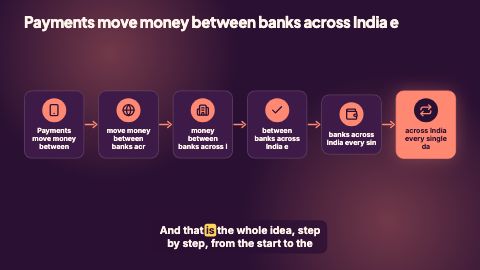 Payments move money between banks across India e
Payments
move money
between
move money
between
banks acr
money
between
banks across i
between
banks across
India e
banks across
India every sin
across India
every single
da
And that is the whole idea, step
by step, from the start to the